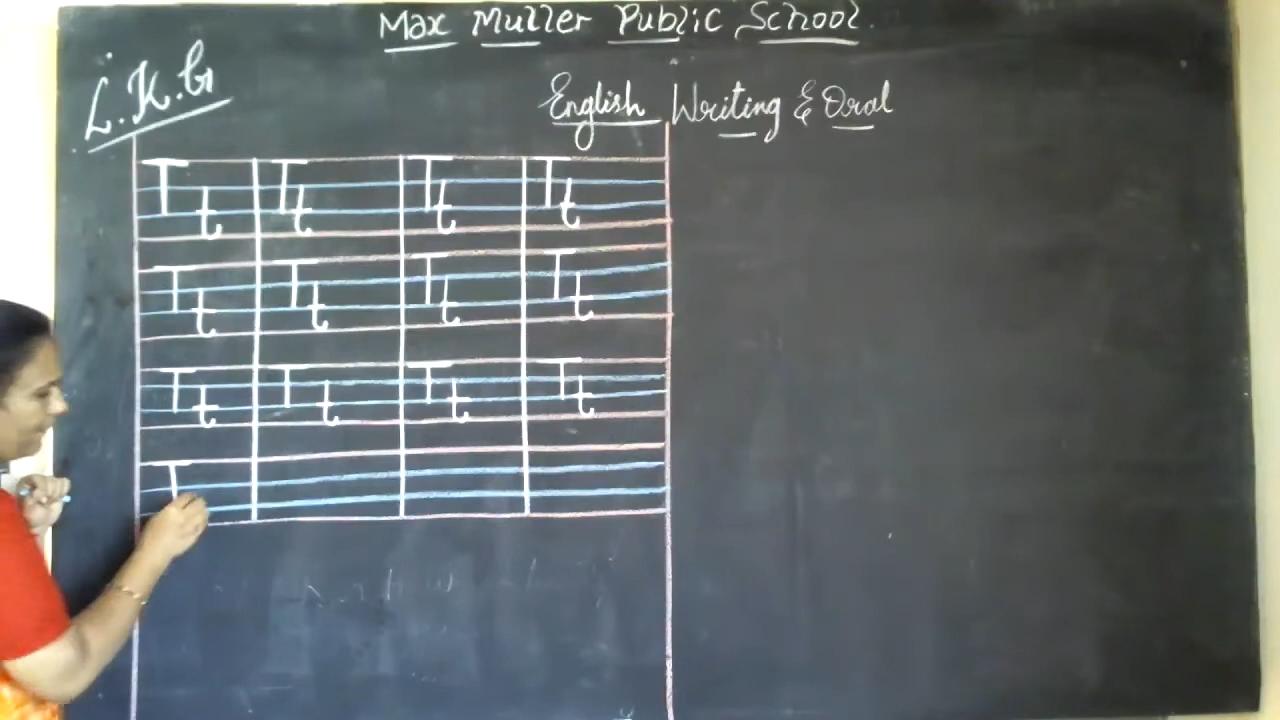 Max Muller Public School.
L.K.G
English Writing & Oral
T t T t T t T t
T t T t T t T t
T t T t T t T t
T